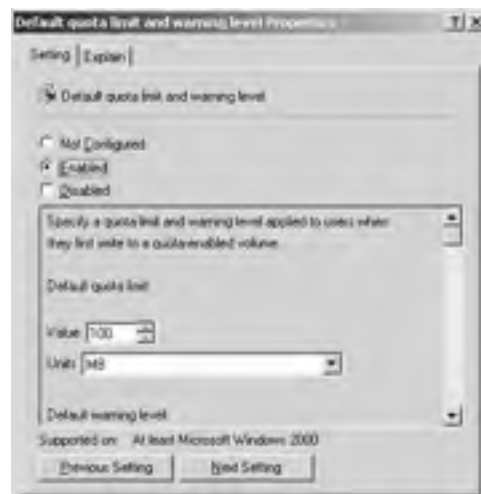 Default quota limit and warning level Properties ? ×
Setting Explain
Default quota limit and warning level
Not Configured
Enabled
Disabled
Specify a quota limit and warning level applied to users when
they first write to a quota-enabled volume.
Default quota limit:
Value 100
Units MB
Default warning level:
Supported on: At least Microsoft Windows 2000
Previous Setting Next Setting